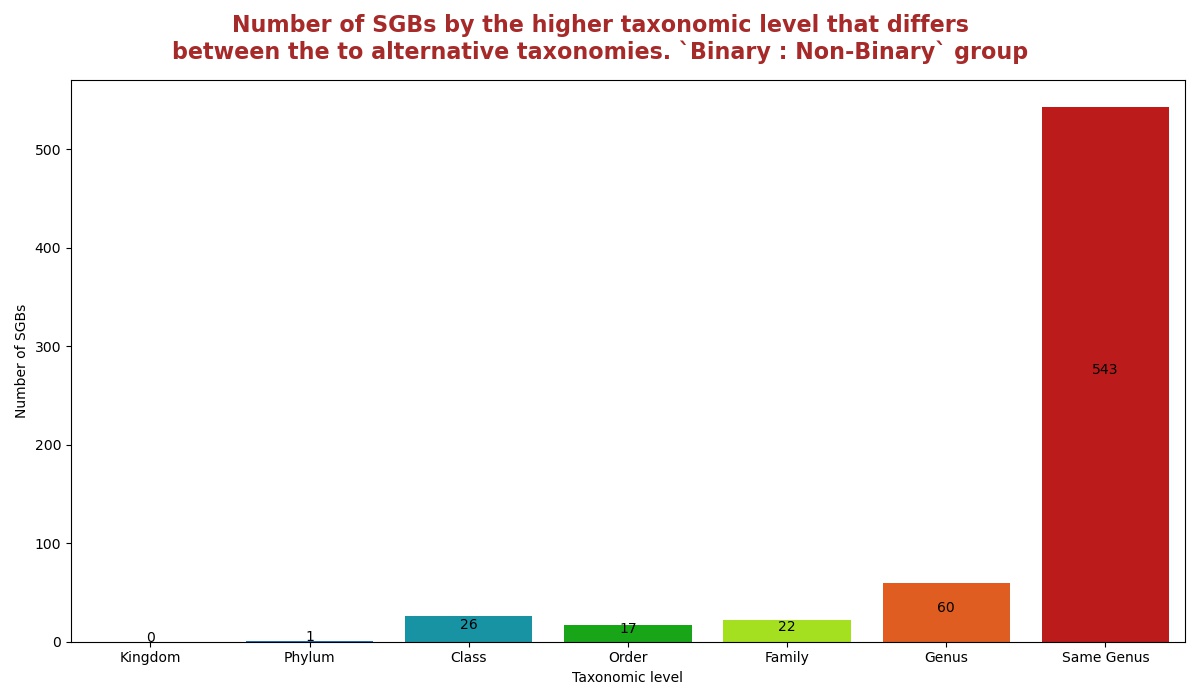 Number of SGBs by the higher taxonomic level that differs
between the to alternative taxonomies. `Binary : Non-Binary` group
Number of SGBs
500
400
300
200
100
0
0
1
26
17
22
60
543
Kingdom Phylum Class Order Family Genus Same Genus
Taxonomic level